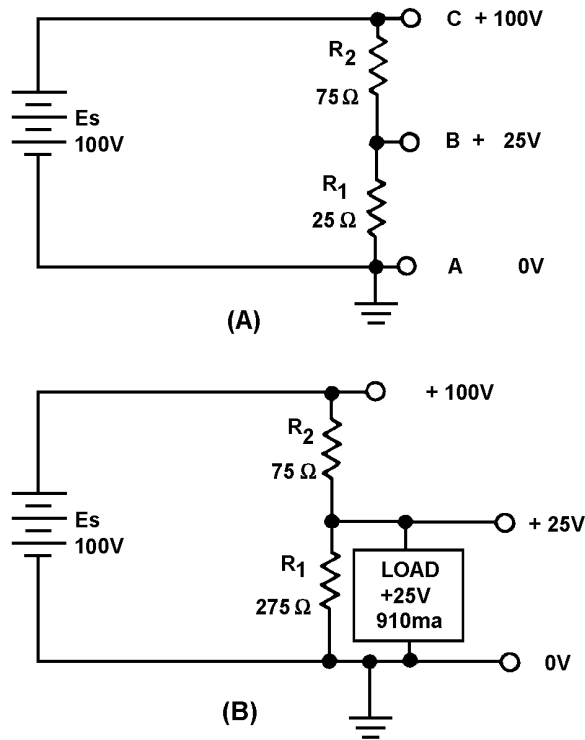 C + 100V
R2
75 Ω
Es
100V
B + 25V
R1
25 Ω
A 0V
(A)
+ 100V
R2
75 Ω
Es
100V
+ 25V
R1
275 Ω
LOAD
+25V
910ma
0V
(B)